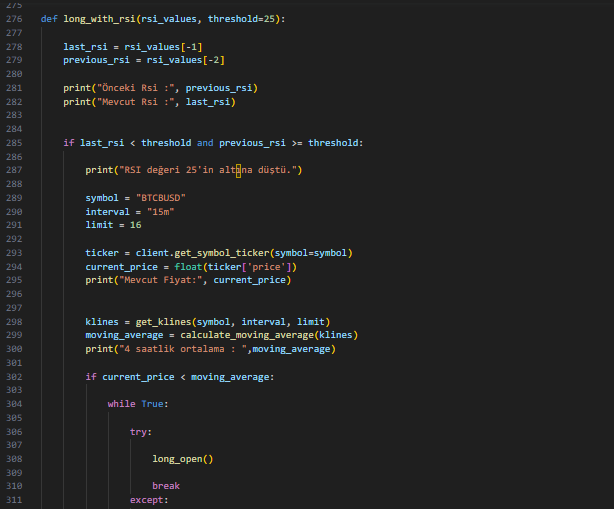 275
276 def long_with_rsi(rsi_values, threshold=25):
277
278 last_rsi = rsi_values[-1]
279 previous_rsi = rsi_values[-2]
280
281 print("Önceki Rsi :", previous_rsi)
282 print("Mevcut Rsi :", last_rsi)
283
284
285 if last_rsi < threshold and previous_rsi >= threshold:
286
287 print("RSI değeri 25'in altına düştü.")
288
289 symbol = "BTCBUSD"
290 interval = "15m"
291 limit = 16
292
293 ticker = client.get_symbol_ticker(symbol=symbol)
294 current_price = float(ticker['price'])
295 print("Mevcut Fiyat:", current_price)
296
297
298 klines = get_klines(symbol, interval, limit)
299 moving_average = calculate_moving_average(klines)
300 print("4 saatlik ortalama : ",moving_average)
301
302 if current_price < moving_average:
303
304 while True:
305
306 try:
307
308 long_open()
309
310 break
311 except: